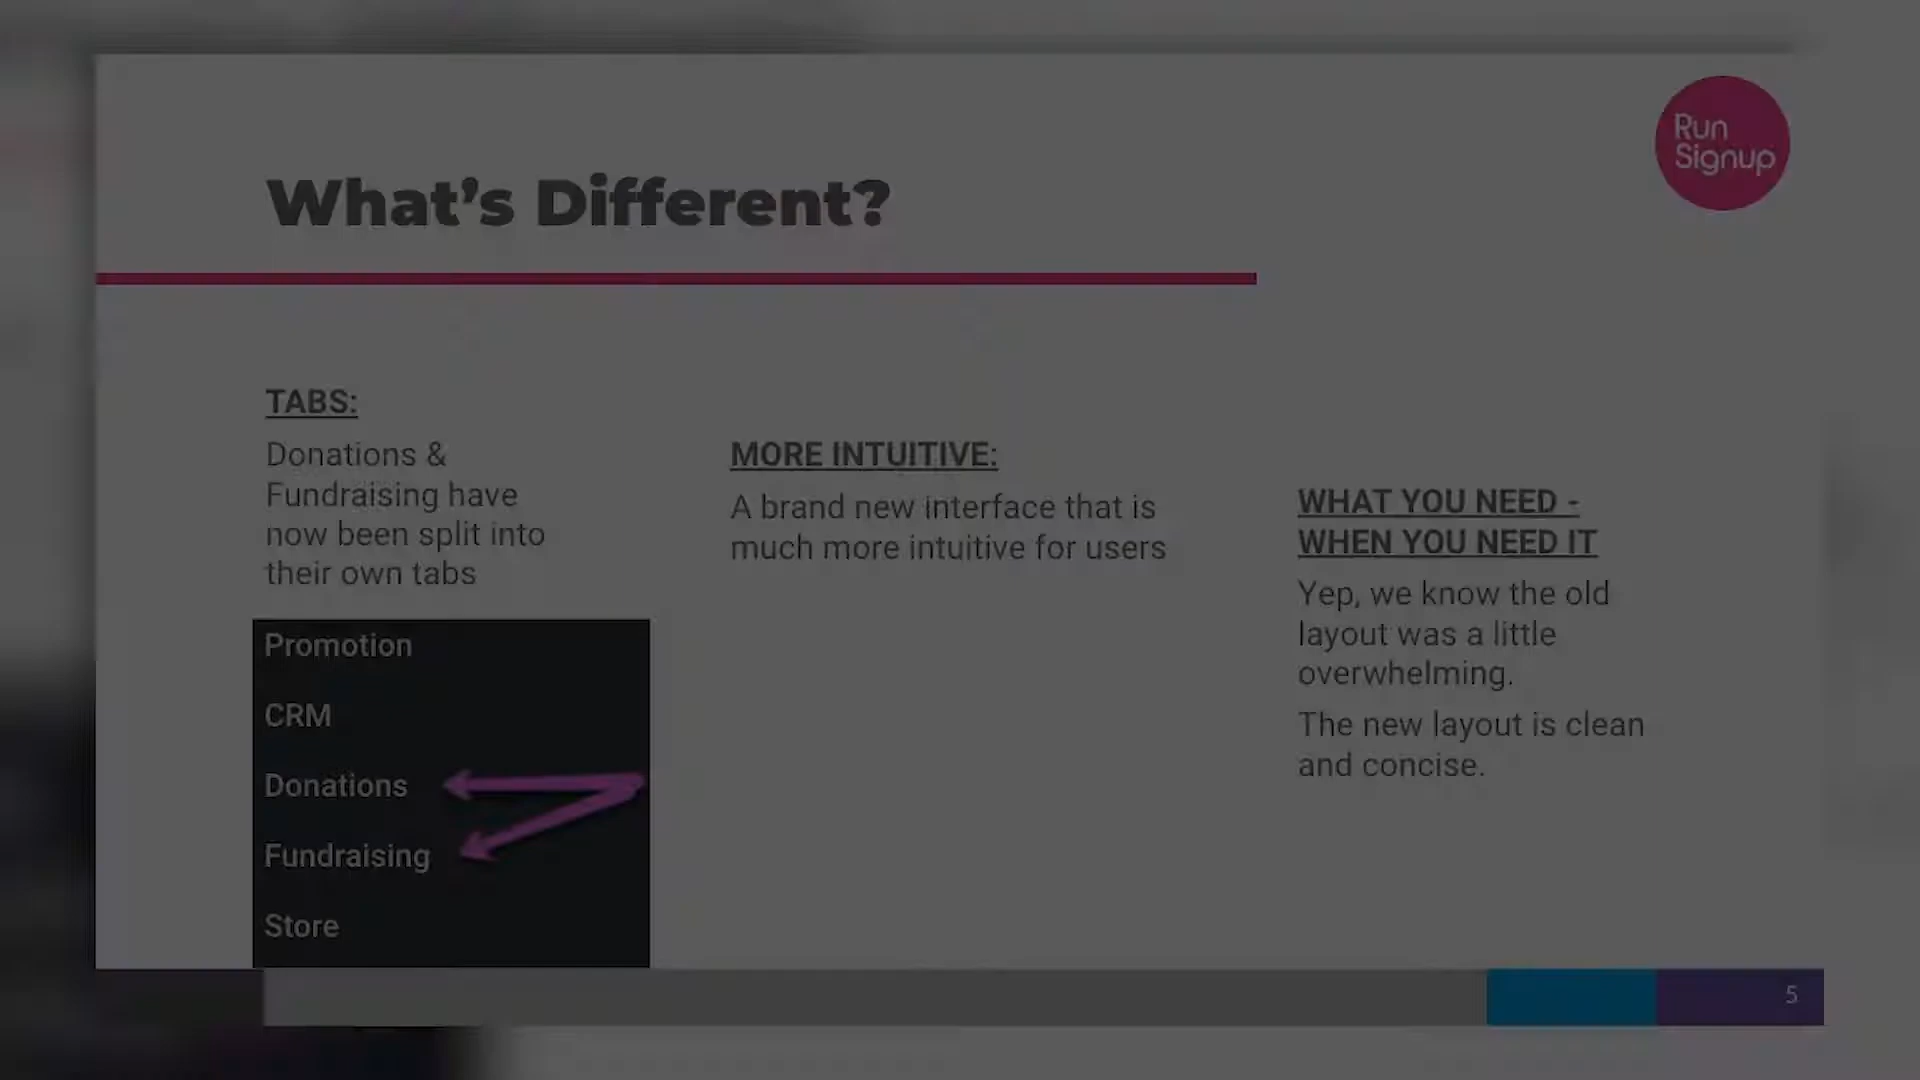 Run
Signup
What's Different?
TABS:
Donations &
Fundraising have
now been split into
their own tabs
Promotion
CRM
Donations
Fundraising
Store
MORE INTUITIVE:
A brand new interface that is
much more intuitive for users
WHAT YOU NEED -
WHEN YOU NEED IT
Yep, we know the old
layout was a little
overwhelming.
The new layout is clean
and concise.
5